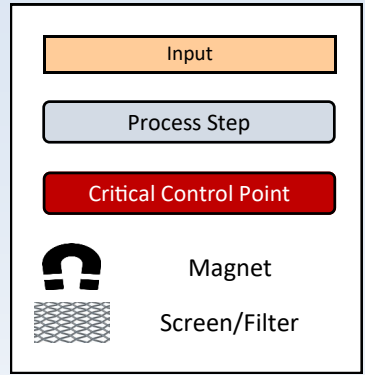 Input
Process Step
Critical Control Point
Magnet
Screen/Filter